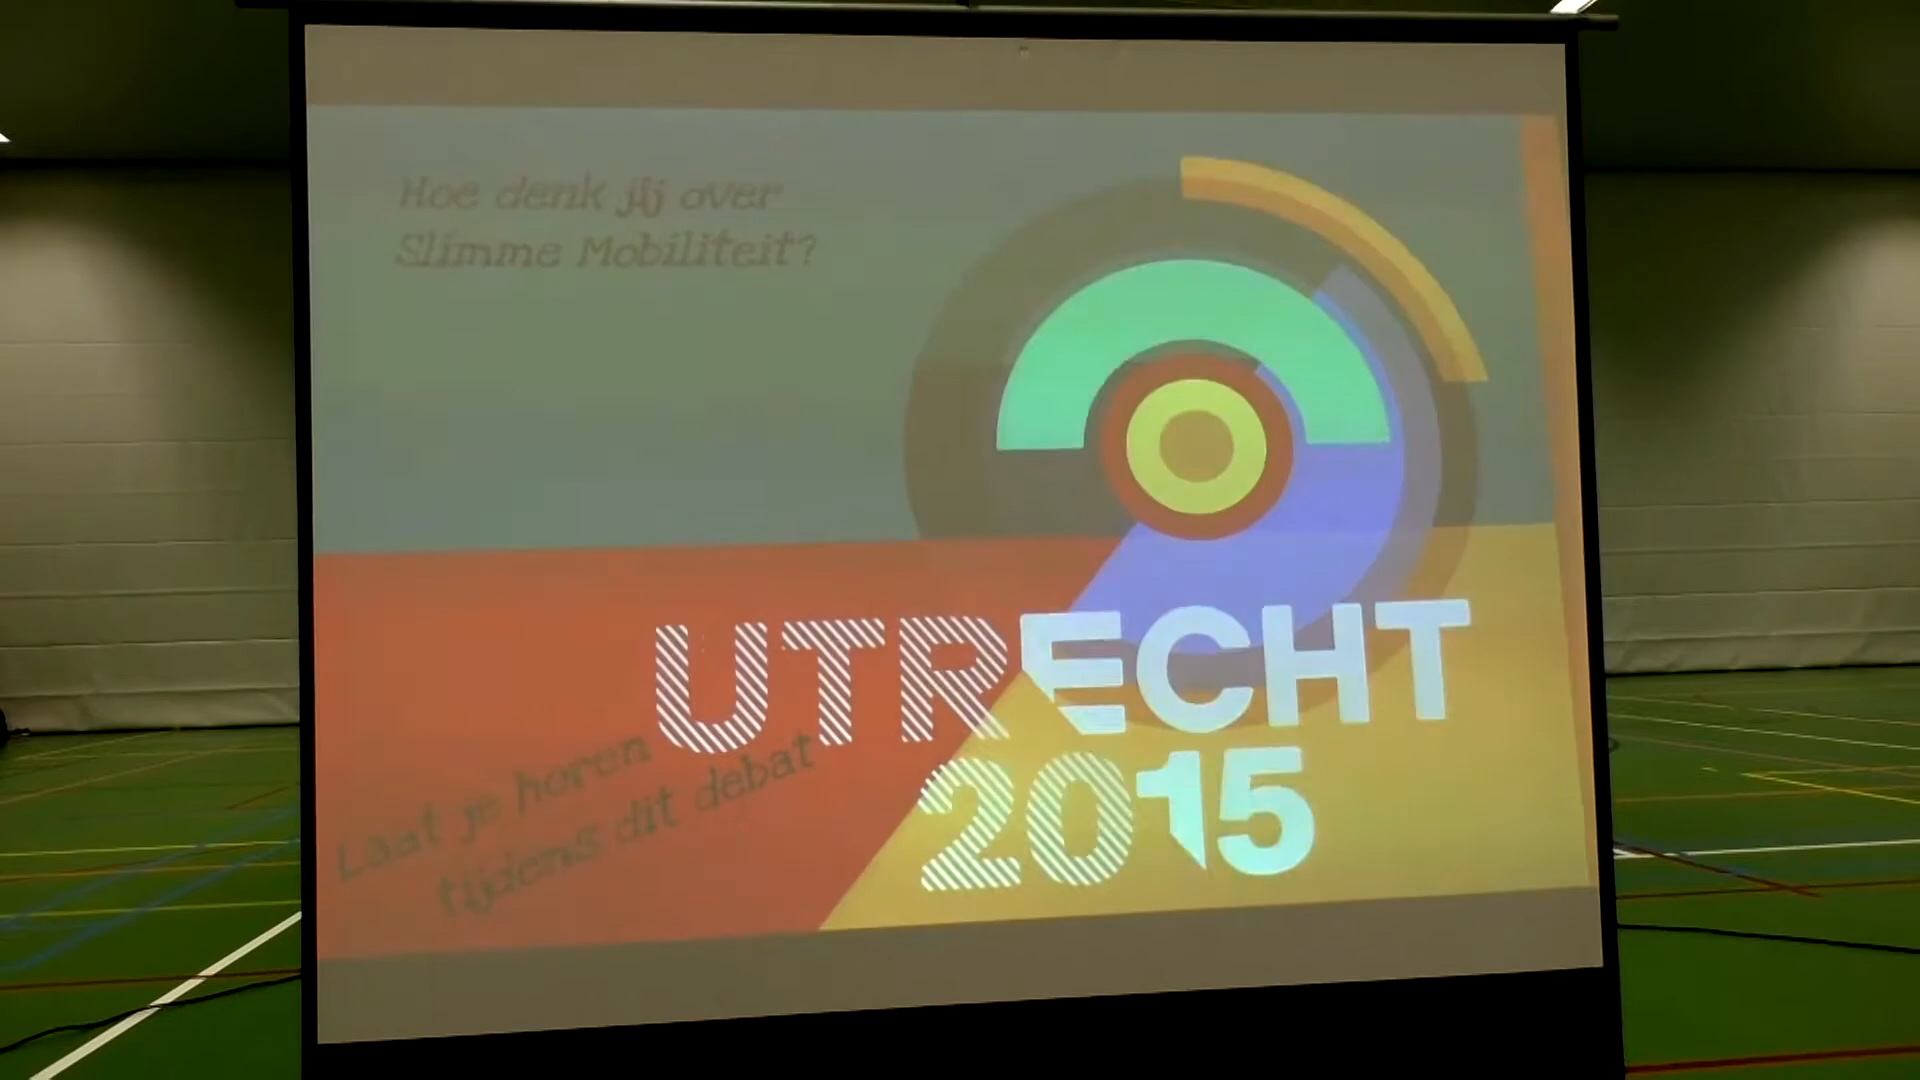 Hoe denk jij over
Slimme Mobiliteit?
UTRECHT
2015
Laat je horen
tijdens dit debat